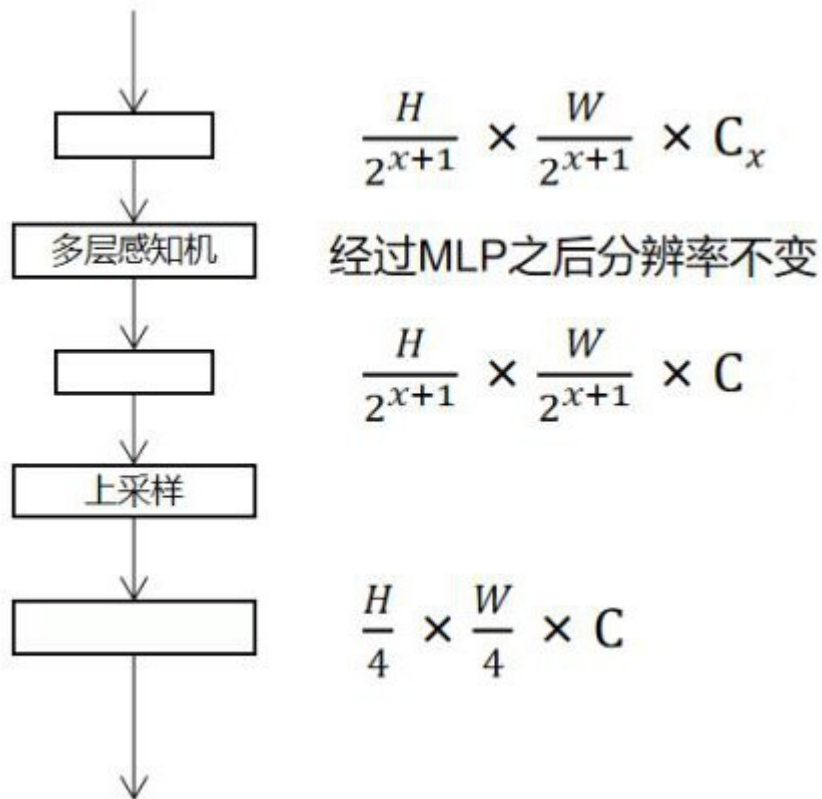 H/2^{x+1} × W/2^{x+1} × C_x
多层感知机 经过MLP之后分辨率不变
H/2^{x+1} × W/2^{x+1} × C
上采样
H/4 × W/4 × C